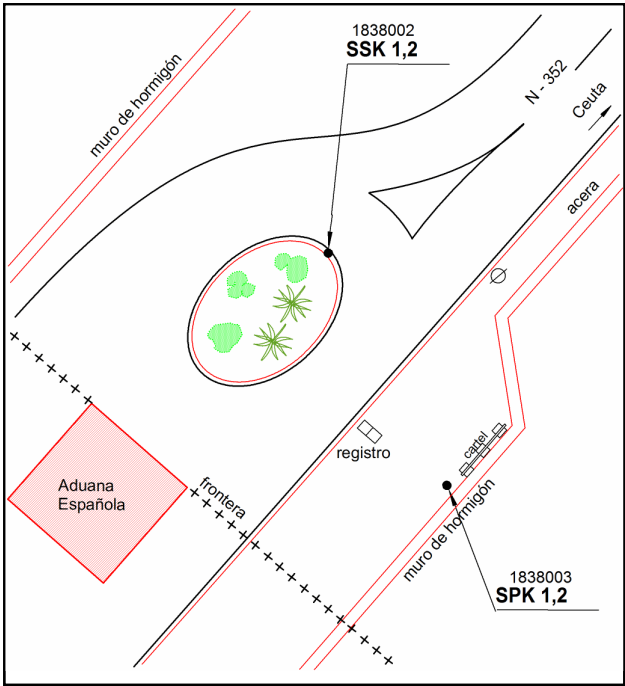 1838002
SSK 1,2
muro de hormigón
N - 352
Ceuta
acera
registro
cartel
Aduana
Española
frontera
muro de hormigón
1838003
SPK 1,2